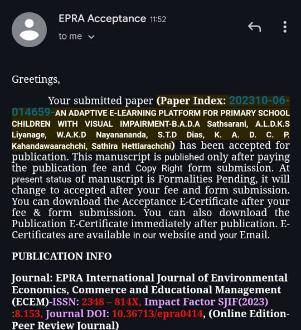 EPRA Acceptance 11:52
to me
Greetings,
Your submitted paper (Paper Index: 202310-06-
014659-AN ADAPTIVE E-LEARNING PLATFORM FOR PRIMARY SCHOOL
CHILDREN WITH VISUAL IMPAIRMENT-B.A.D.A Sathsarani, A.L.D.K.S
Liyanage, W.A.K.D Nayanananda, S.T.D Dias, K. A. D. C. P.
Kahandawaarachchi, Sathira Hettiarachchi) has been accepted for
publication. This manuscript is published only after paying
the publication fee and Copy Right form submission. At
present status of manuscript is Formalities Pending, it will
change to accepted after your fee and form submission.
You can download the Acceptance E-Certificate after your
fee & form submission. You can also download the
Publication E-Certificate immediately after publication. E-
Certificates are available in our website and your Email.
PUBLICATION INFO
Journal: EPRA International Journal of Environmental
Economics, Commerce and Educational Management
(ECEM)-ISSN: 2348 – 814X, Impact Factor SJIF(2023)
:8.153, Journal DOI: 10.36713/epra0414, (Online Edition-
Peer Review Journal)